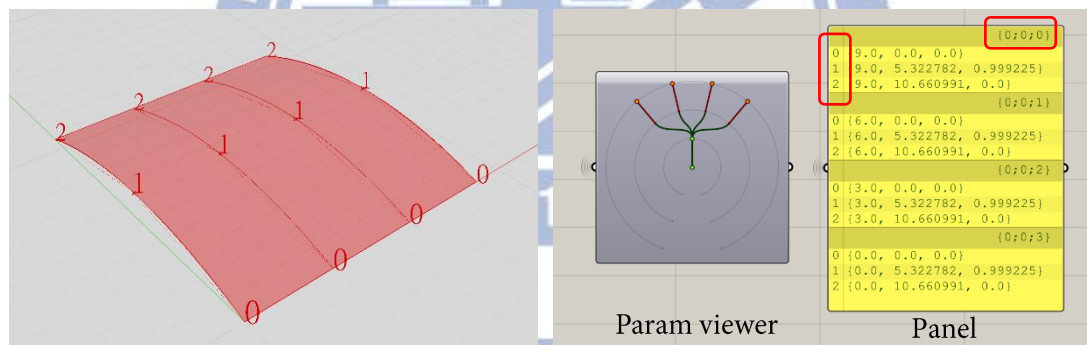 2
2
2
2
1
1
1
1
0
0
0
0
{0;0;0}
0 {9.0, 0.0, 0.0}
1 {9.0, 5.322782, 0.999225}
2 {9.0, 10.660991, 0.0}
{0;0;1}
0 {6.0, 0.0, 0.0}
1 {6.0, 5.322782, 0.999225}
2 {6.0, 10.660991, 0.0}
{0;0;2}
0 {3.0, 0.0, 0.0}
1 {3.0, 5.322782, 0.999225}
2 {3.0, 10.660991, 0.0}
{0;0;3}
0 {0.0, 0.0, 0.0}
1 {0.0, 5.322782, 0.999225}
2 {0.0, 10.660991, 0.0}
Param viewer
Panel